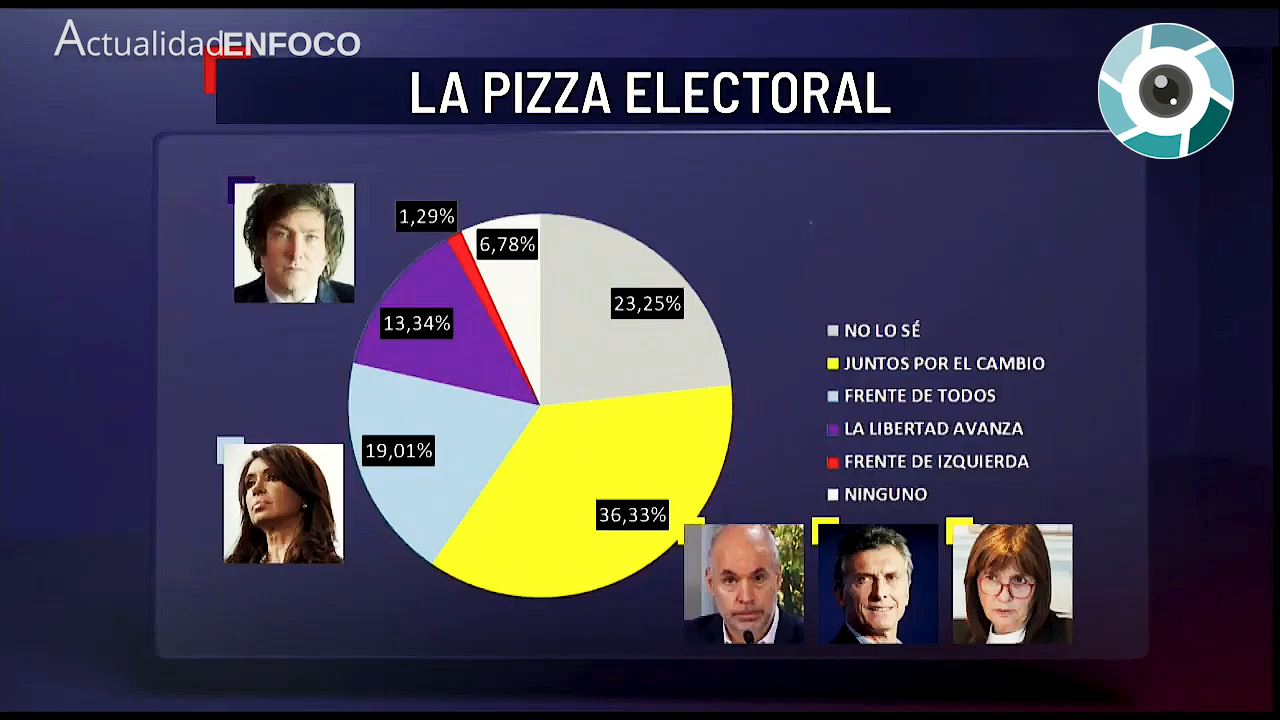 ActualidadENFOCO
LA PIZZA ELECTORAL
1,29%
6,78%
23,25%
13,34%
19,01%
36,33%
NO LO SÉ
JUNTOS POR EL CAMBIO
FRENTE DE TODOS
LA LIBERTAD AVANZA
FRENTE DE IZQUIERDA
NINGUNO